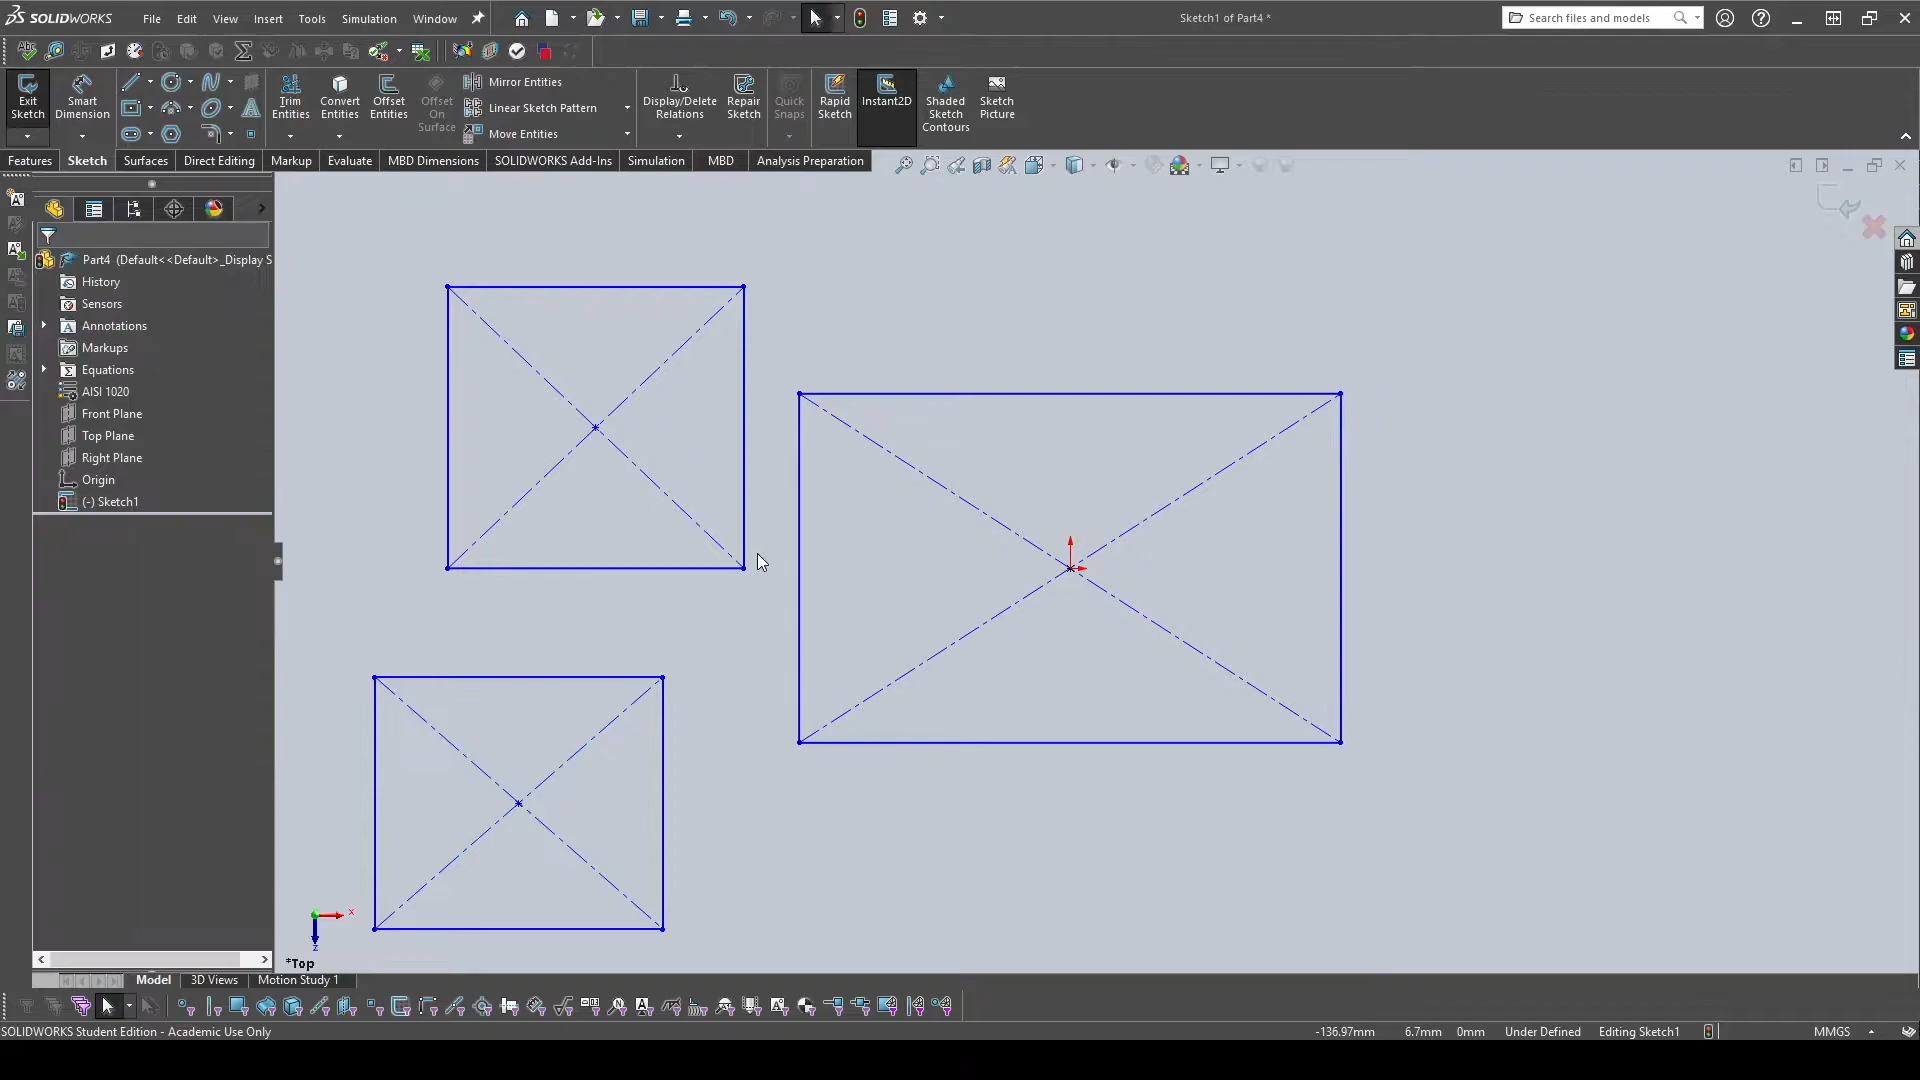 SOLIDWORKS File Edit View Insert Tools Simulation Window Sketch1 of Part4 * Search files and models
Exit Sketch
Smart Dimension
Trim Entities
Convert Entities
Offset Entities
Offset On Surface
Mirror Entities
Linear Sketch Pattern
Move Entities
Display/Delete Relations
Repair Sketch
Quick Snaps
Rapid Sketch
Instant2D
Shaded Sketch Contours
Sketch Picture
Features Sketch Surfaces Direct Editing Markup Evaluate MBD Dimensions SOLIDWORKS Add-Ins Simulation MBD Analysis Preparation
Part4 (Default<<Default>_Display S
History
Sensors
Annotations
Markups
Equations
AISI 1020
Front Plane
Top Plane
Right Plane
Origin
(-) Sketch1
x
z
*Top
Model 3D Views Motion Study 1
SOLIDWORKS Student Edition - Academic Use Only -136.97mm 6.7mm 0mm Under Defined Editing Sketch1 MMGS